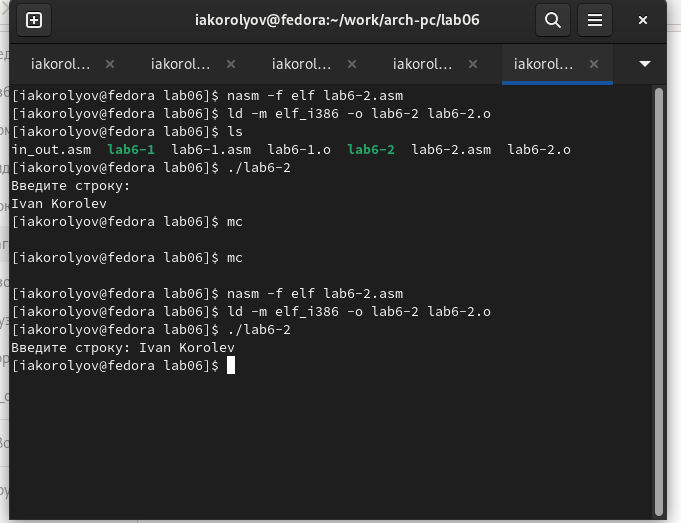 iakorolyov@fedora:~/work/arch-pc/lab06
iakorol... iakorol... iakorol... iakorol... iakorol...
[iakorolyov@fedora lab06]$ nasm -f elf lab6-2.asm
[iakorolyov@fedora lab06]$ ld -m elf_i386 -o lab6-2 lab6-2.o
[iakorolyov@fedora lab06]$ ls
in_out.asm lab6-1 lab6-1.asm lab6-1.o lab6-2 lab6-2.asm lab6-2.o
[iakorolyov@fedora lab06]$ ./lab6-2
Введите строку:
Ivan Korolev
[iakorolyov@fedora lab06]$ mc
[iakorolyov@fedora lab06]$ mc
[iakorolyov@fedora lab06]$ nasm -f elf lab6-2.asm
[iakorolyov@fedora lab06]$ ld -m elf_i386 -o lab6-2 lab6-2.o
[iakorolyov@fedora lab06]$ ./lab6-2
Введите строку: Ivan Korolev
[iakorolyov@fedora lab06]$